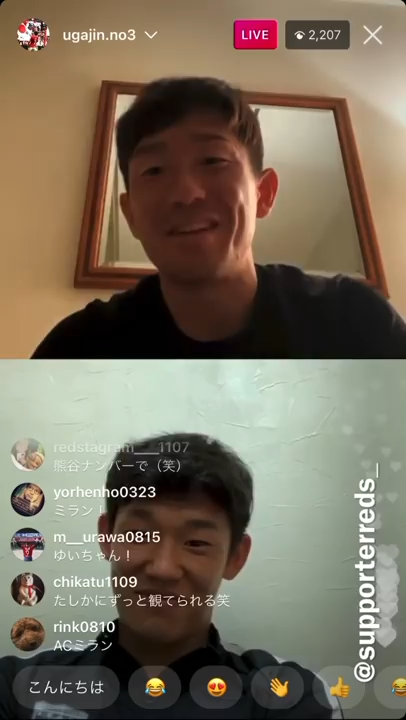 ugajin.no3
LIVE
2,207
redstagram___1107
熊谷ナンバーで（笑）
yorhenho0323
ミラン！
m__urawa0815
ゆいちゃん！
chikatu1109
たしかにずっと観てられる笑
rink0810
ACミラン
@supporterreds_
こんにちは